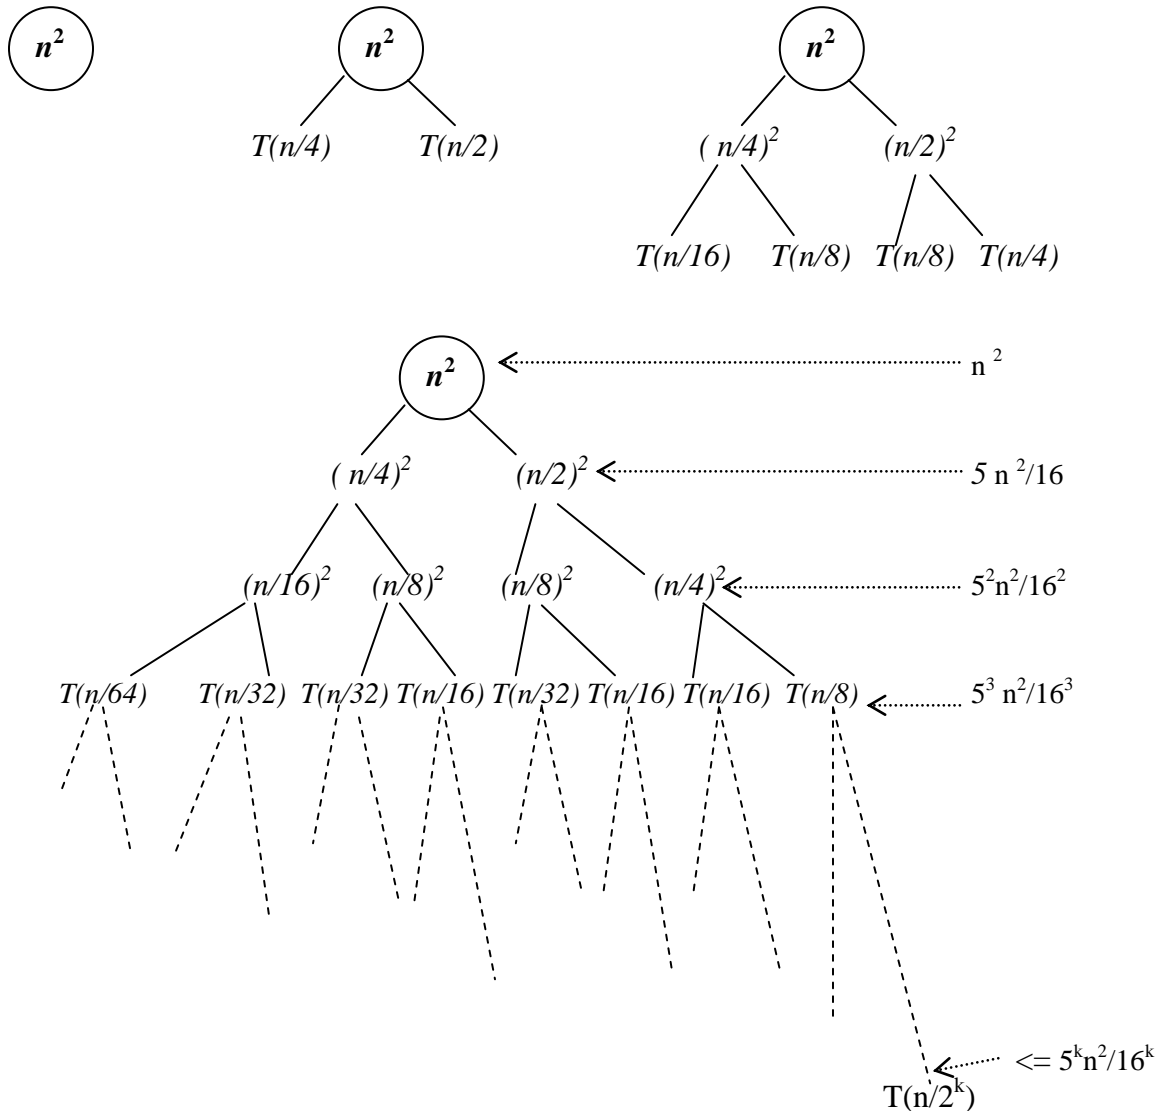 n² n² n²
T(n/4) T(n/2) ( n/4)² (n/2)²
T(n/16) T(n/8) T(n/8) T(n/4)
n² n ²
( n/4)² (n/2)² 5 n ²/16
(n/16)² (n/8)² (n/8)² (n/4)² 5²n²/16²
T(n/64) T(n/32) T(n/32) T(n/16) T(n/32) T(n/16) T(n/16) T(n/8) 5³ n²/16³
<= 5ᵏn²/16ᵏ
T(n/2ᵏ)